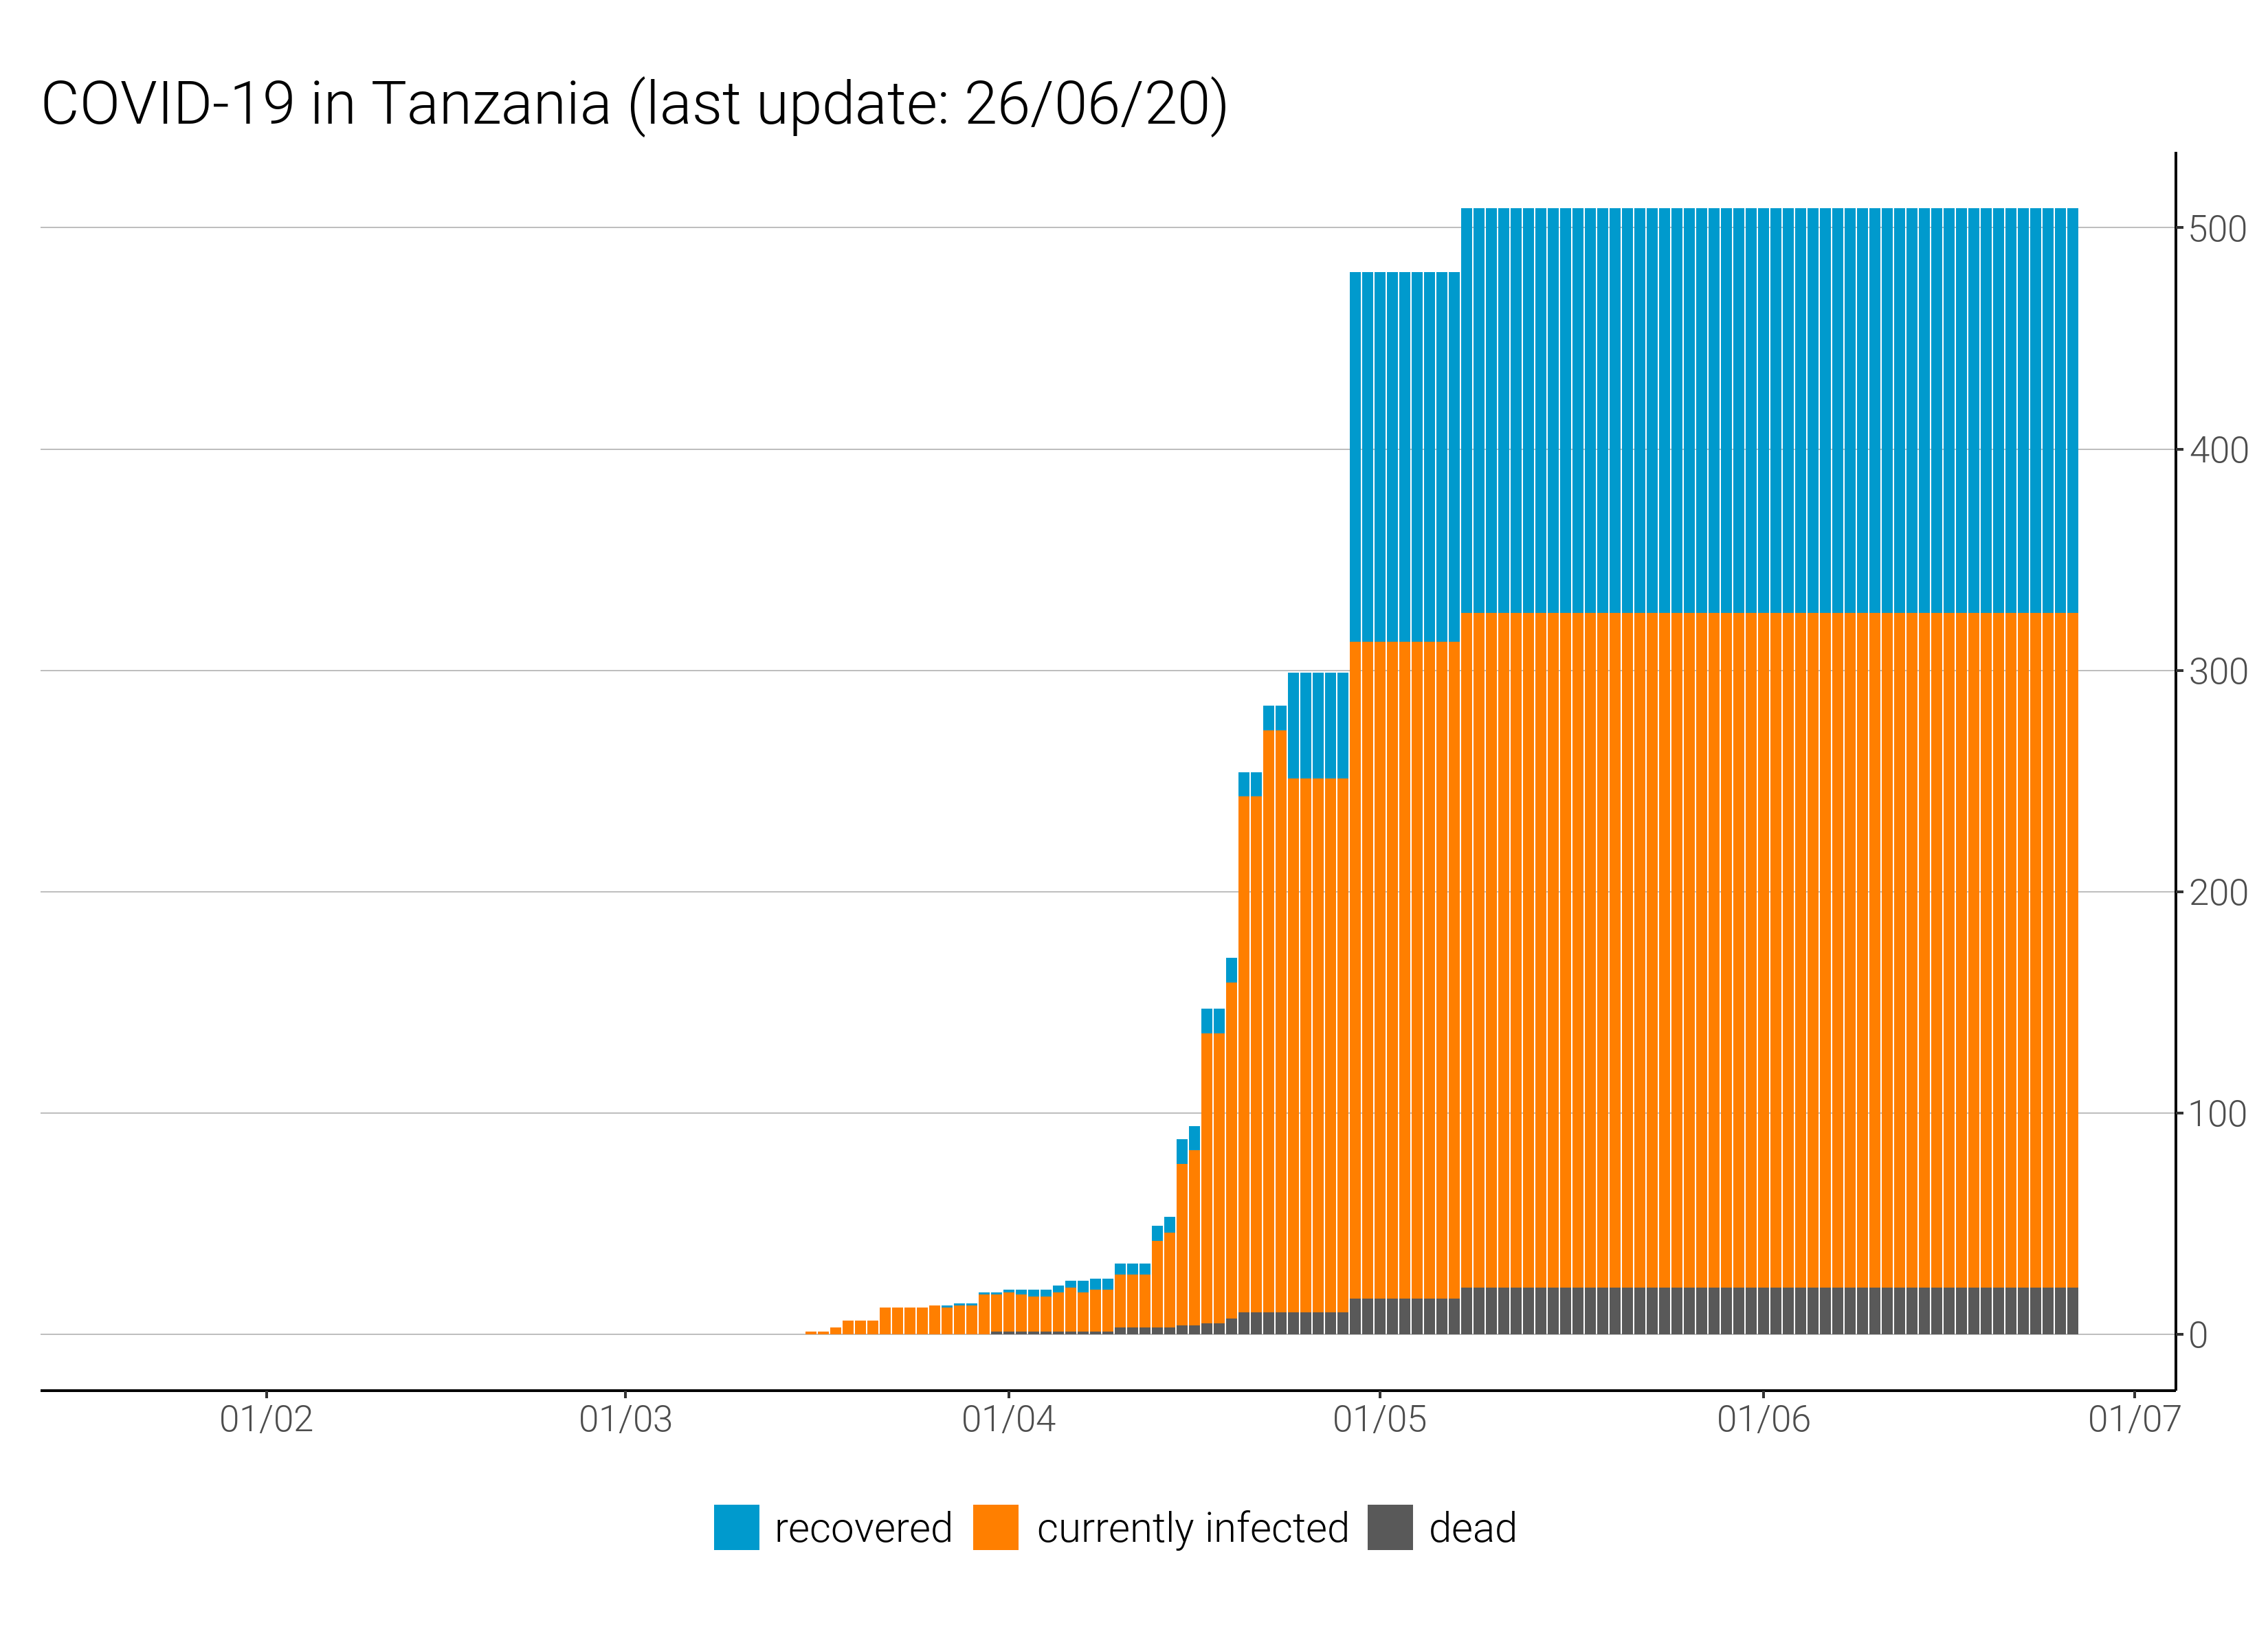 COVID-19 in Tanzania (last update: 26/06/20)
500
400
300
200
100
0
01/02 01/03 01/04 01/05 01/06 01/07
recovered currently infected dead